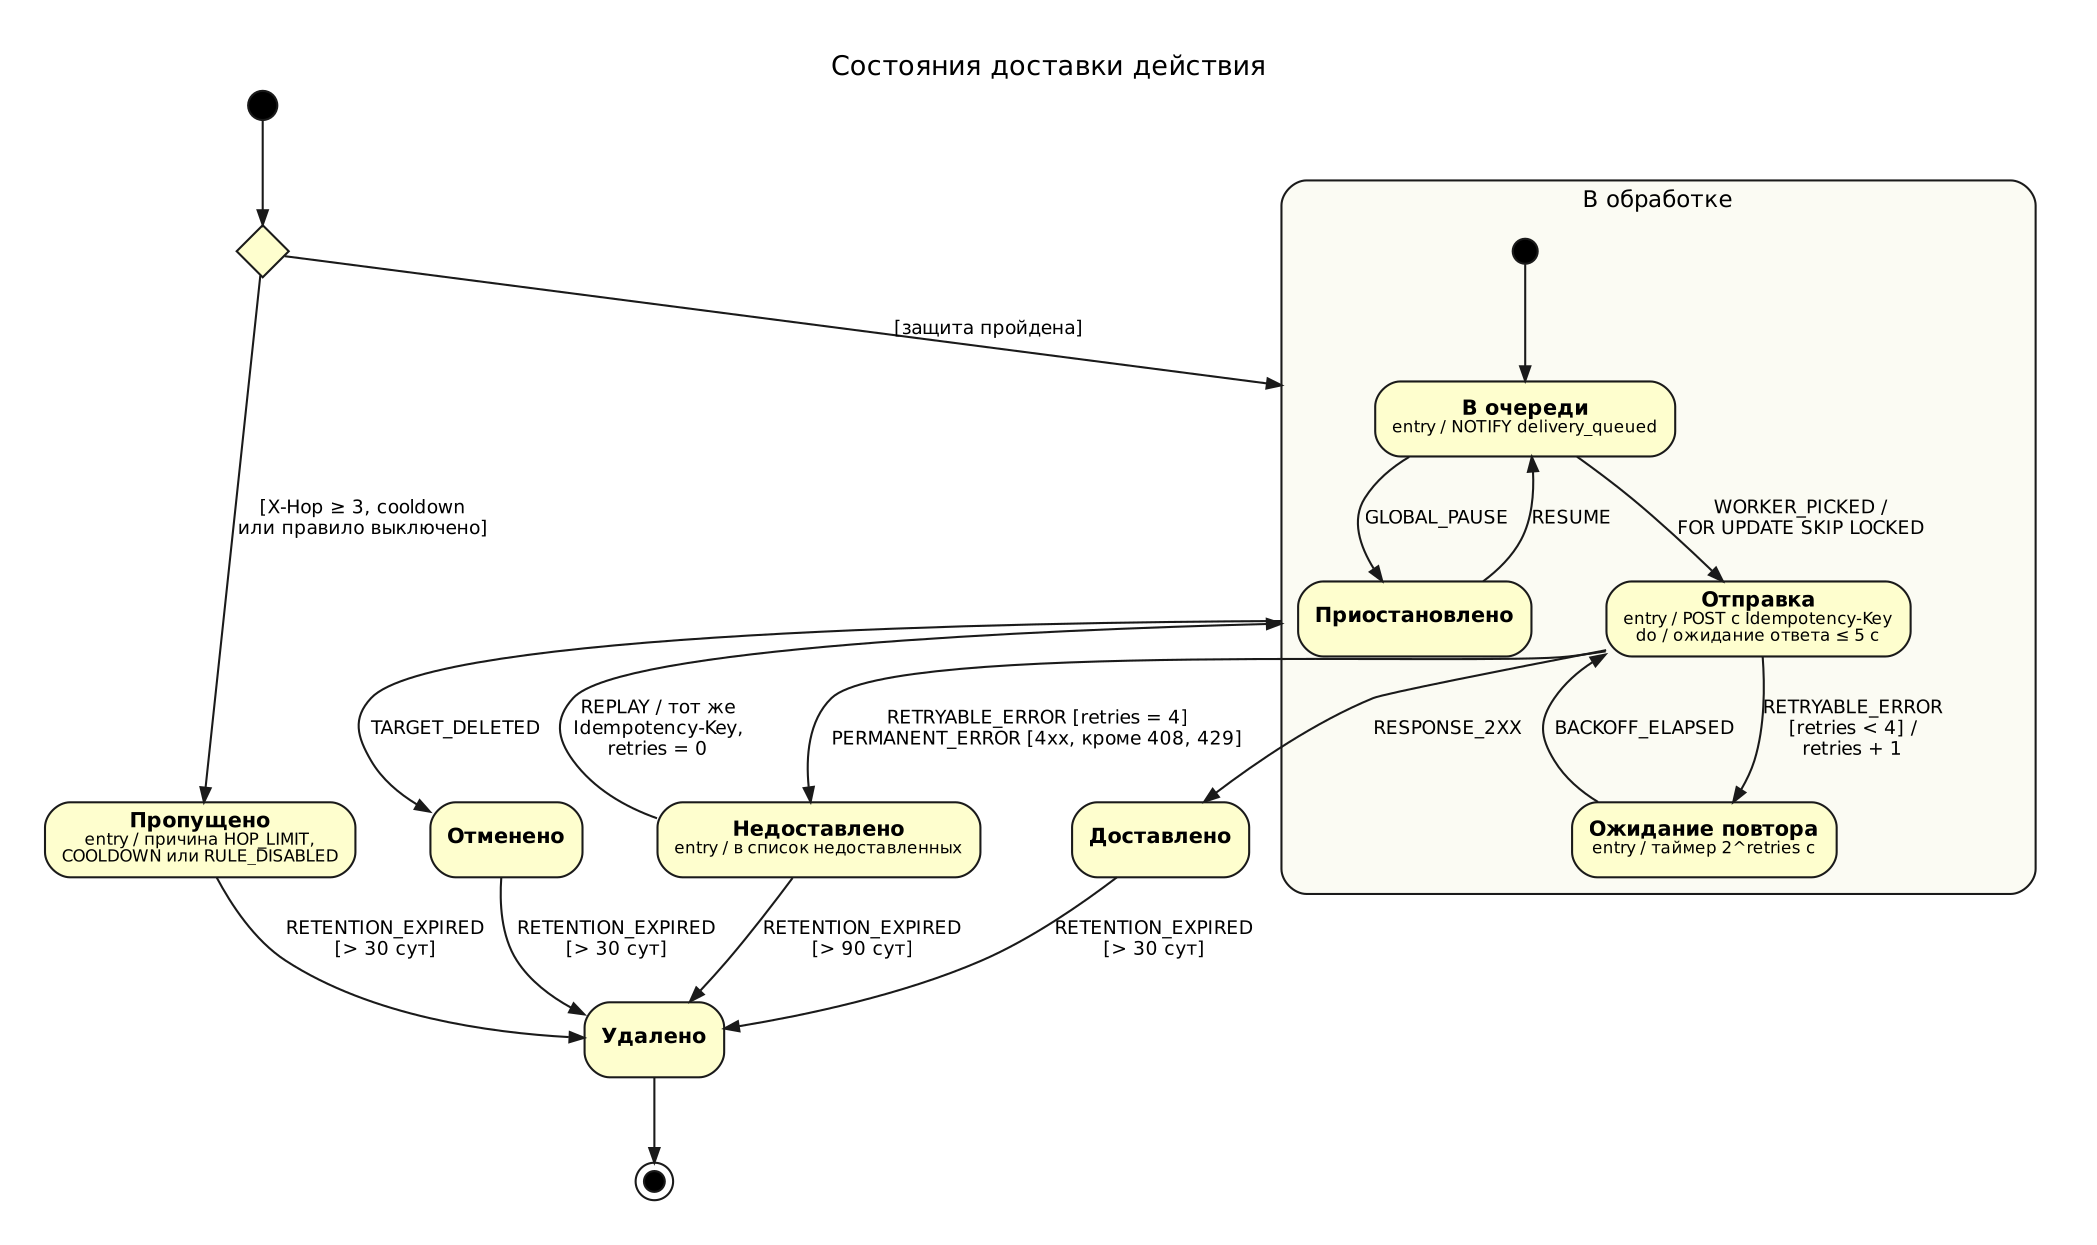 Состояния доставки действия
В обработке
[защита пройдена]
В очереди
entry / NOTIFY delivery_queued
[X-Hop ≥ 3, cooldown
или правило выключено]
GLOBAL_PAUSE
RESUME
WORKER_PICKED /
FOR UPDATE SKIP LOCKED
Приостановлено
Отправка
entry / POST с Idempotency-Key
do / ожидание ответа ≤ 5 с
TARGET_DELETED
REPLAY / тот же
Idempotency-Key,
retries = 0
RETRYABLE_ERROR [retries = 4]
PERMANENT_ERROR [4xx, кроме 408, 429]
RESPONSE_2XX
BACKOFF_ELAPSED
RETRYABLE_ERROR
[retries < 4] /
retries + 1
Пропущено
entry / причина HOP_LIMIT,
COOLDOWN или RULE_DISABLED
Отменено
Недоставлено
entry / в список недоставленных
Доставлено
Ожидание повтора
entry / таймер 2^retries с
RETENTION_EXPIRED
[> 30 сут]
RETENTION_EXPIRED
[> 30 сут]
RETENTION_EXPIRED
[> 90 сут]
RETENTION_EXPIRED
[> 30 сут]
Удалено